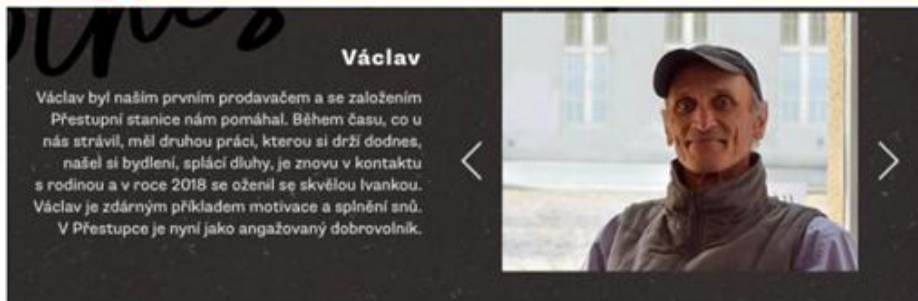 Václav
Václav byl naším prvním prodavačem a se založením
Přestupní stanice nám pomáhal. Během času, co u
nás strávil, měl druhou práci, kterou si drží dodnes,
našel si bydlení, splácí dluhy, je znovu v kontaktu
s rodinou a v roce 2018 se oženil se skvělou Ivankou.
Václav je zdárným příkladem motivace a splnění snů.
V Přestupce je nyní jako angažovaný dobrovolník.